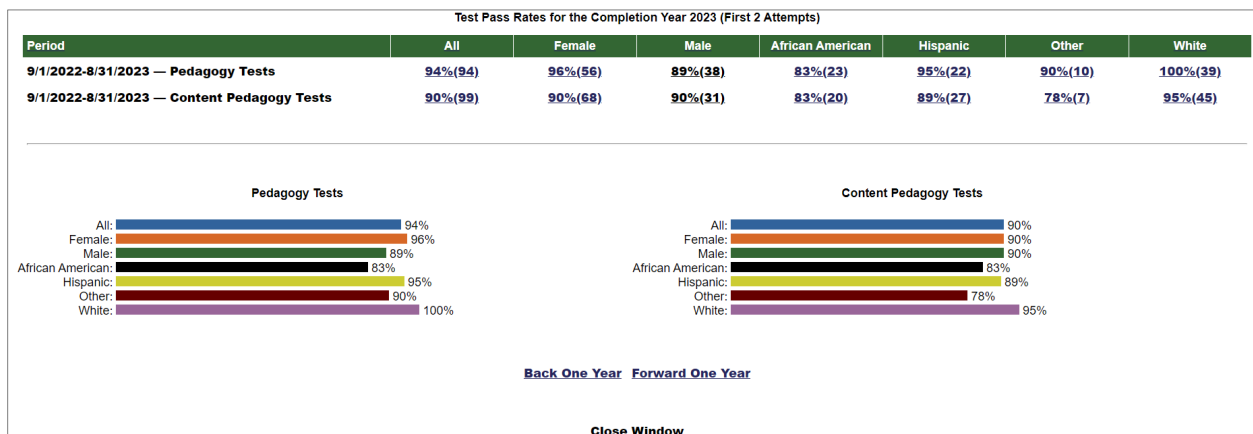 Test Pass Rates for the Completion Year 2023 (First 2 Attempts)
Period All Female Male African American Hispanic Other White
9/1/2022-8/31/2023 — Pedagogy Tests 94%(94) 96%(56) 89%(38) 83%(23) 95%(22) 90%(10) 100%(39)
9/1/2022-8/31/2023 — Content Pedagogy Tests 90%(99) 90%(68) 90%(31) 83%(20) 89%(27) 78%(7) 95%(45)
Pedagogy Tests
All: 94%
Female: 96%
Male: 89%
African American: 83%
Hispanic: 95%
Other: 90%
White: 100%
Content Pedagogy Tests
All: 90%
Female: 90%
Male: 90%
African American: 83%
Hispanic: 89%
Other: 78%
White: 95%
Back One Year Forward One Year
Close Window